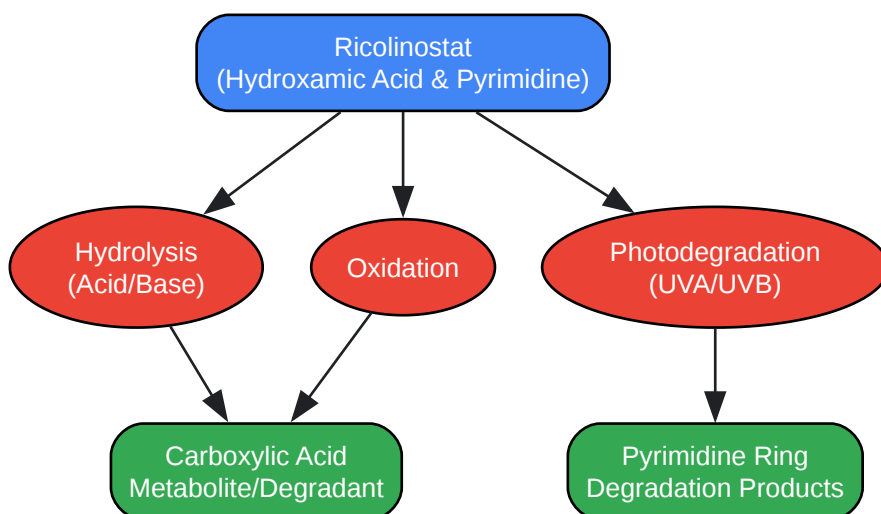 Ricolinostat
(Hydroxamic Acid & Pyrimidine)
Hydrolysis
(Acid/Base)
Oxidation
Photodegradation
(UVA/UVB)
Carboxylic Acid
Metabolite/Degradant
Pyrimidine Ring
Degradation Products